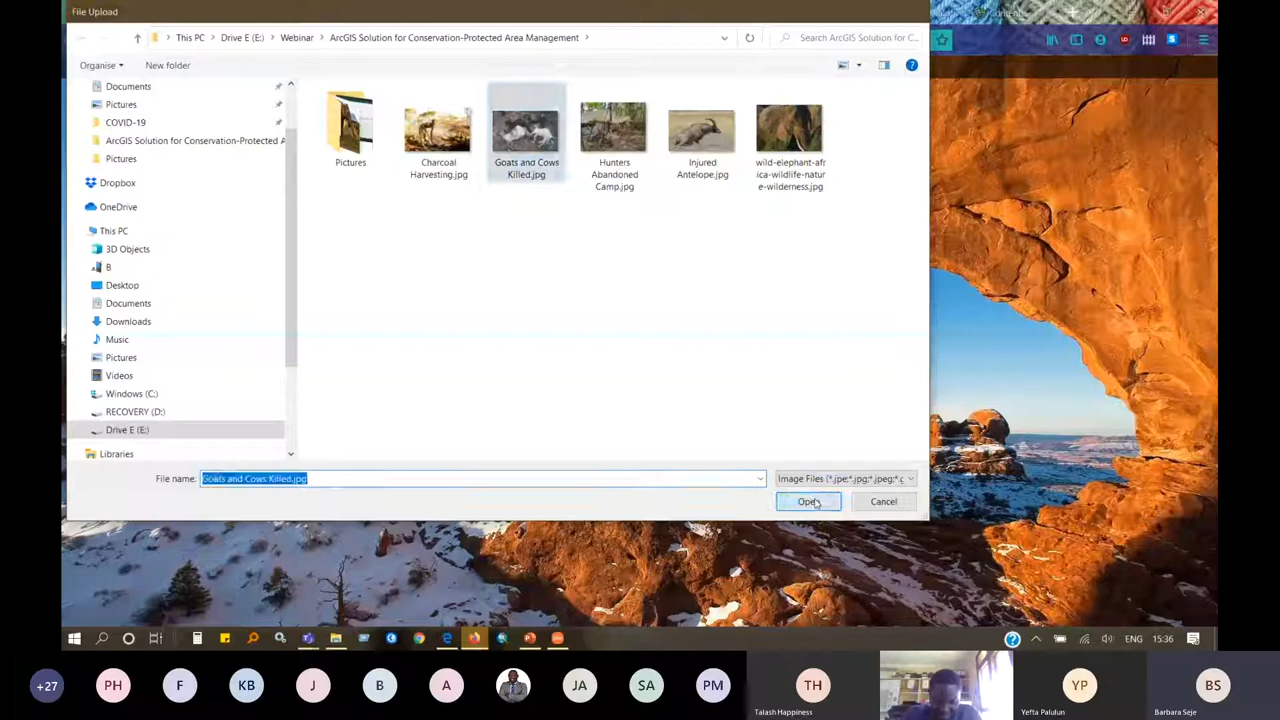 File Upload
This PC > Drive E (E:) > Webinar > ArcGIS Solution for Conservation-Protected Area Management >
Search ArcGIS Solution for C...
Organise
New folder
Documents
Pictures
COVID-19
ArcGIS Solution for Conservation-Protected A
Pictures
Dropbox
OneDrive
This PC
3D Objects
B
Desktop
Documents
Downloads
Music
Pictures
Videos
Windows (C:)
RECOVERY (D:)
Drive E (E:)
Libraries
Pictures
Charcoal
Harvesting.jpg
Goats and Cows
Killed.jpg
Hunters
Abandoned
Camp.jpg
Injured
Antelope.jpg
wild-elephant-afr
ica-wildlife-natur
e-wilderness.jpg
File name:
Goats and Cows Killed.jpg
Image Files (*.jpe;*.jpg;*.jpeg;*.g
Open
Cancel
ENG
15:36
+27
PH
F
KB
J
B
A
JA
SA
PM
TH
YP
BS
Talash Happiness
Yefta Palulun
Barbara Seje